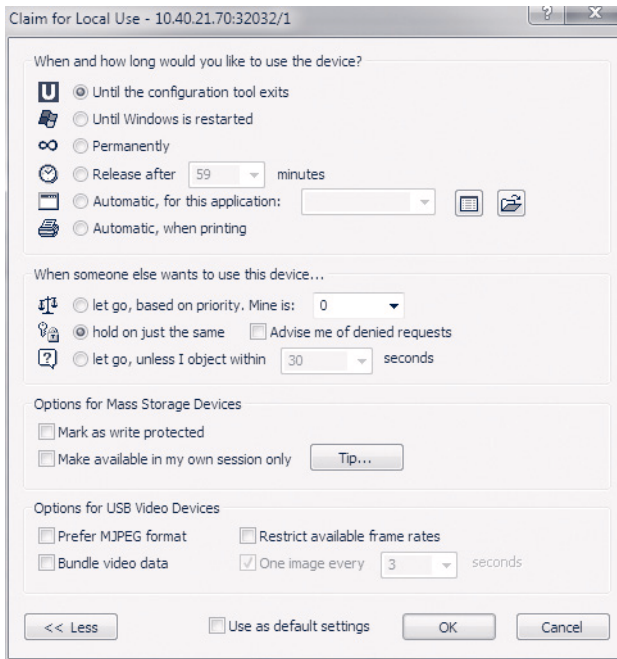 Claim for Local Use - 10.40.21.70:32032/1
When and how long would you like to use the device?
Until the configuration tool exits
Until Windows is restarted
Permanently
Release after 59 minutes
Automatic, for this application:
Automatic, when printing
When someone else wants to use this device...
let go, based on priority. Mine is: 0
hold on just the same Advise me of denied requests
let go, unless I object within 30 seconds
Options for Mass Storage Devices
Mark as write protected
Make available in my own session only Tip...
Options for USB Video Devices
Prefer MJPEG format Restrict available frame rates
Bundle video data One image every 3 seconds
<< Less Use as default settings OK Cancel